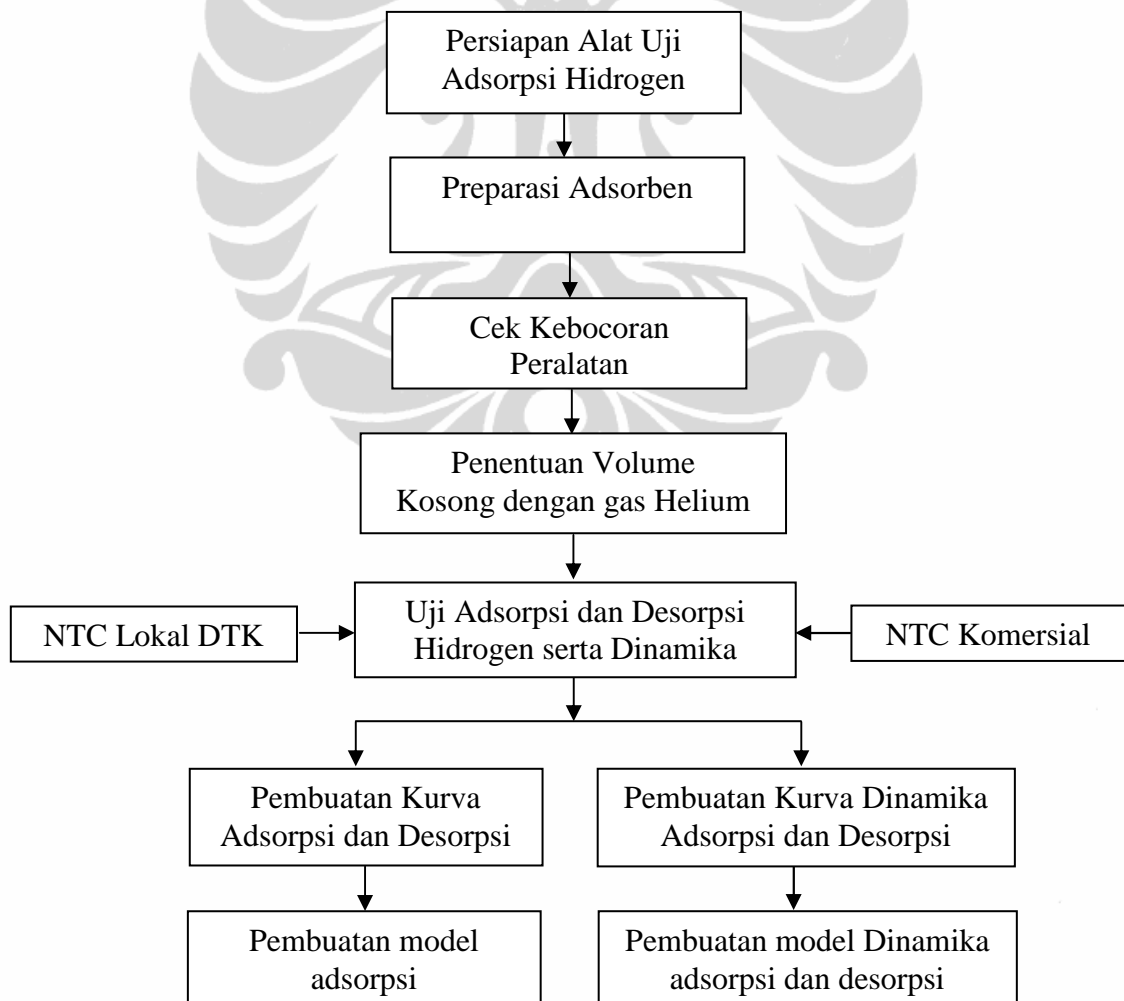 Persiapan Alat Uji
Adsorpsi Hidrogen
Preparasi Adsorben
Cek Kebocoran
Peralatan
Penentuan Volume
Kosong dengan gas Helium
NTC Lokal DTK
Uji Adsorpsi dan Desorpsi
Hidrogen serta Dinamika
NTC Komersial
Pembuatan Kurva
Adsorpsi dan Desorpsi
Pembuatan Kurva Dinamika
Adsorpsi dan Desorpsi
Pembuatan model
adsorpsi
Pembuatan model Dinamika
adsorpsi dan desorpsi